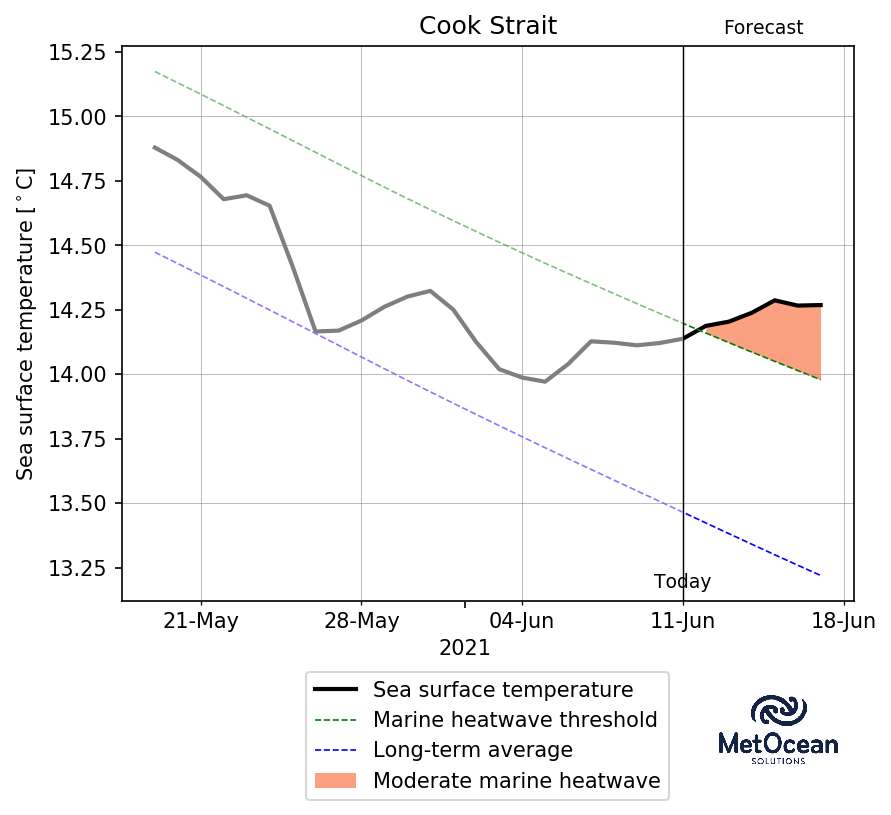 Cook Strait
Forecast
Sea surface temperature [°C]
15.25
15.00
14.75
14.50
14.25
14.00
13.75
13.50
13.25
Today
21-May
28-May
04-Jun
11-Jun
18-Jun
2021
Sea surface temperature
Marine heatwave threshold
Long-term average
Moderate marine heatwave
MetOcean
SOLUTIONS